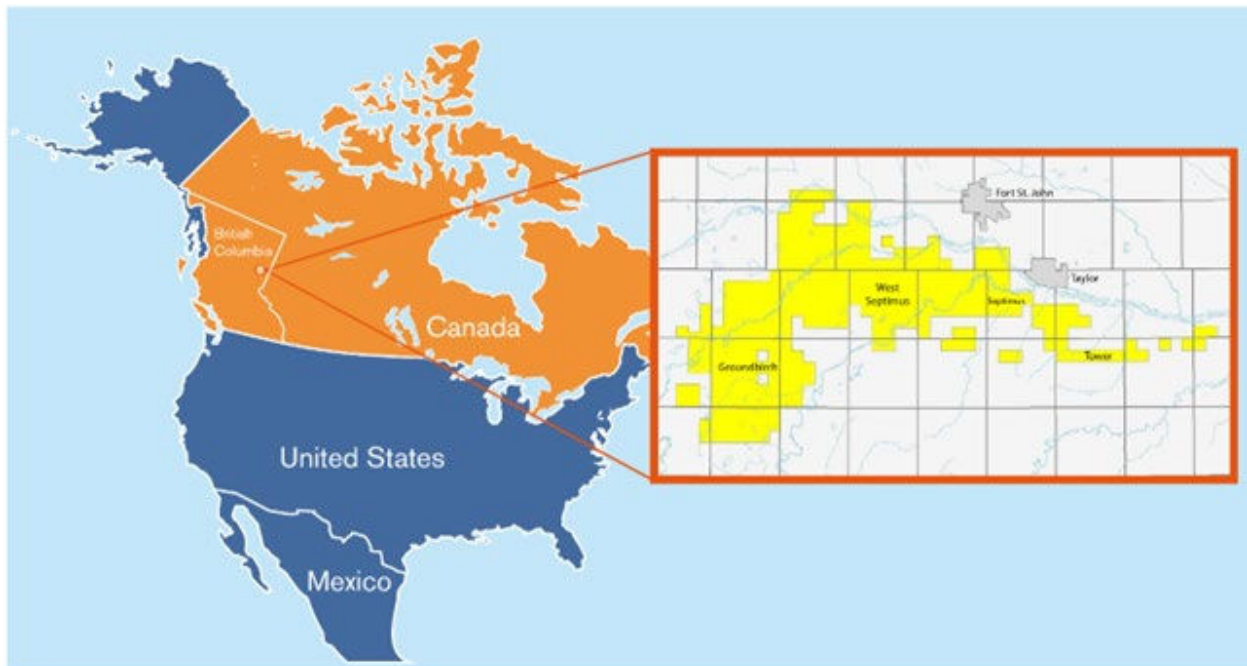 British
Columbia
Canada
United States
Mexico
Fort St. John
Taylor
West
Septimus
Septimus
Groundbirch
Tower